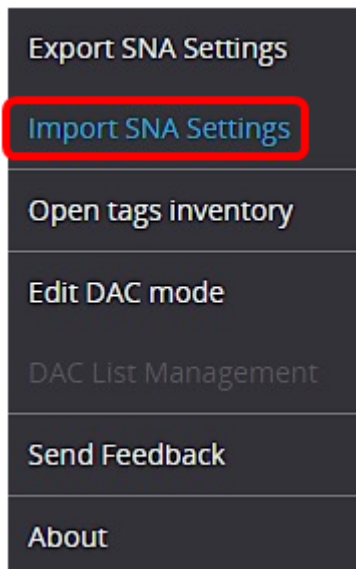 Export SNA Settings
Import SNA Settings
Open tags inventory
Edit DAC mode
DAC List Management
Send Feedback
About